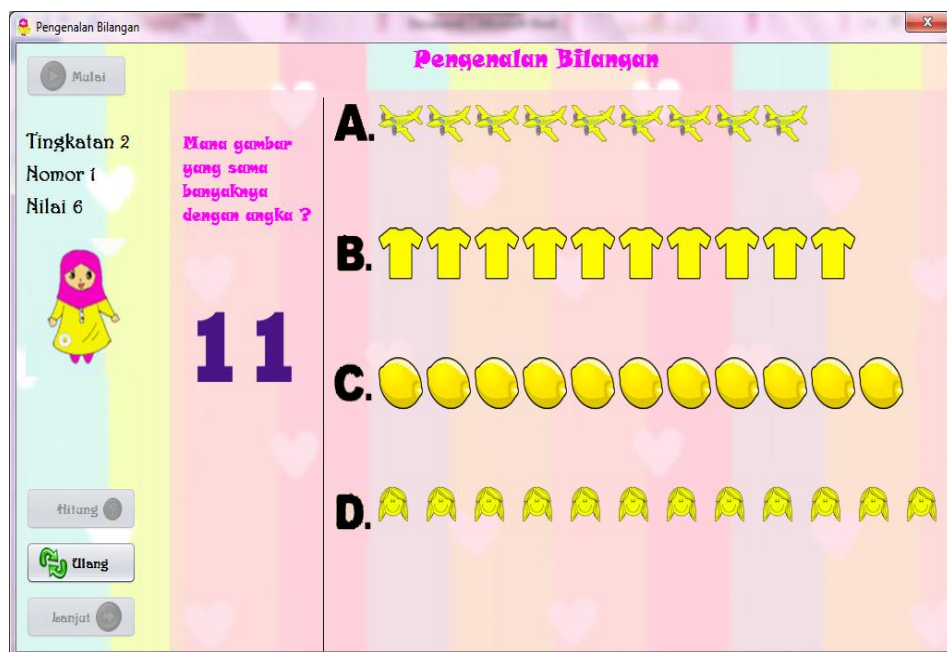 Pengenalan Bilangan
Pengenalan Bilangan
Mulai
Tingkatan 2
Nomor 1
Nilai 6
Mana gambar
yang sama
banyaknya
dengan angka ?
11
A.
B.
C.
D.
Hitung
Ulang
Lanjut